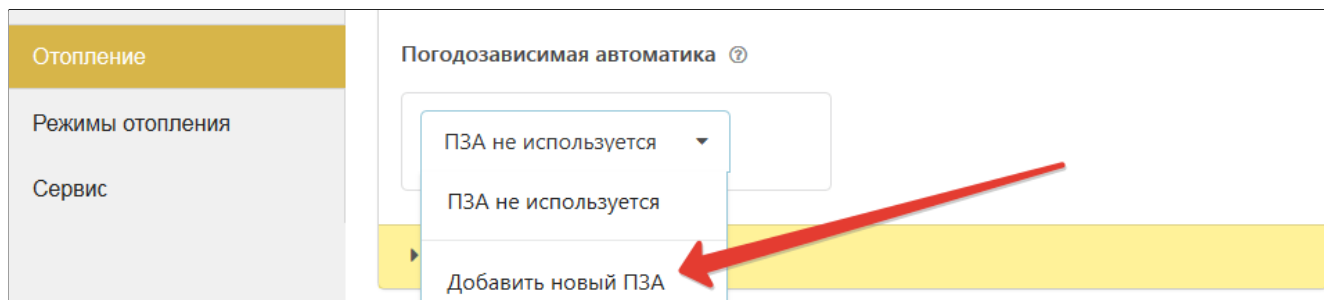 Отопление
Режимы отопления
Сервис
Погодозависимая автоматика ?
ПЗА не используется
ПЗА не используется
Добавить новый ПЗА